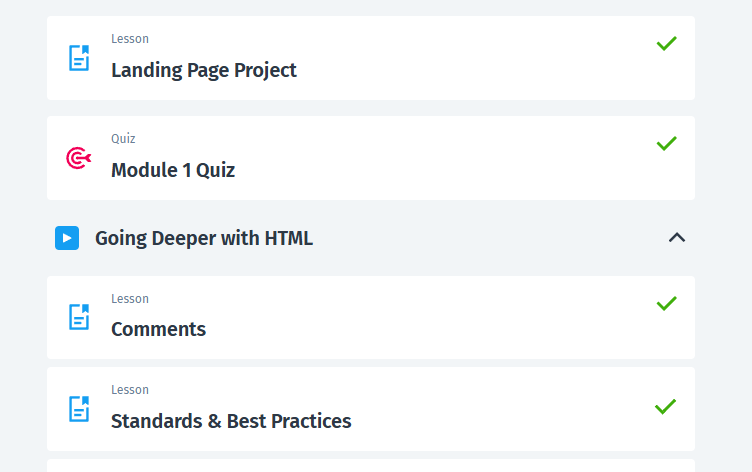 Lesson
Landing Page Project
Quiz
Module 1 Quiz
Going Deeper with HTML
Lesson
Comments
Lesson
Standards & Best Practices